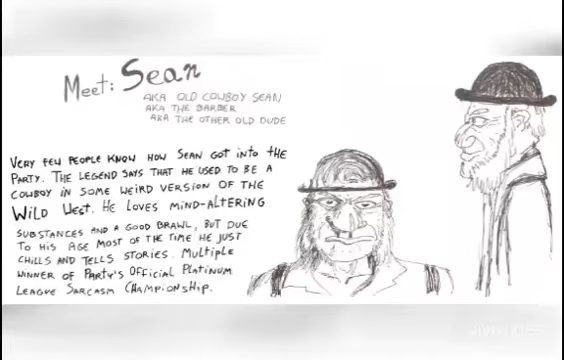 Meet: Sean
AKA OLD COWBOY SEAN
AKA THE BARBER
AKA THE OTHER OLD DUDE
VERY FEW PEOPLE KNOW HOW SEAN GOT INTO THE
PARTY. THE LEGEND SAYS THAT HE USED TO BE A
COWBOY IN SOME WEIRD VERSION OF THE
WILD WEST. HE LOVES MIND-ALTERING
SUBSTANCES AND A GOOD BRAWL, BUT DUE
TO HIS AGE MOST OF THE TIME HE JUST
CHILLS AND TELLS STORIES. MULTIPLE
WINNER OF PARTY'S OFFICIAL PLATINUM
LEAGUE SARCASM CHAMPIONSHIP.